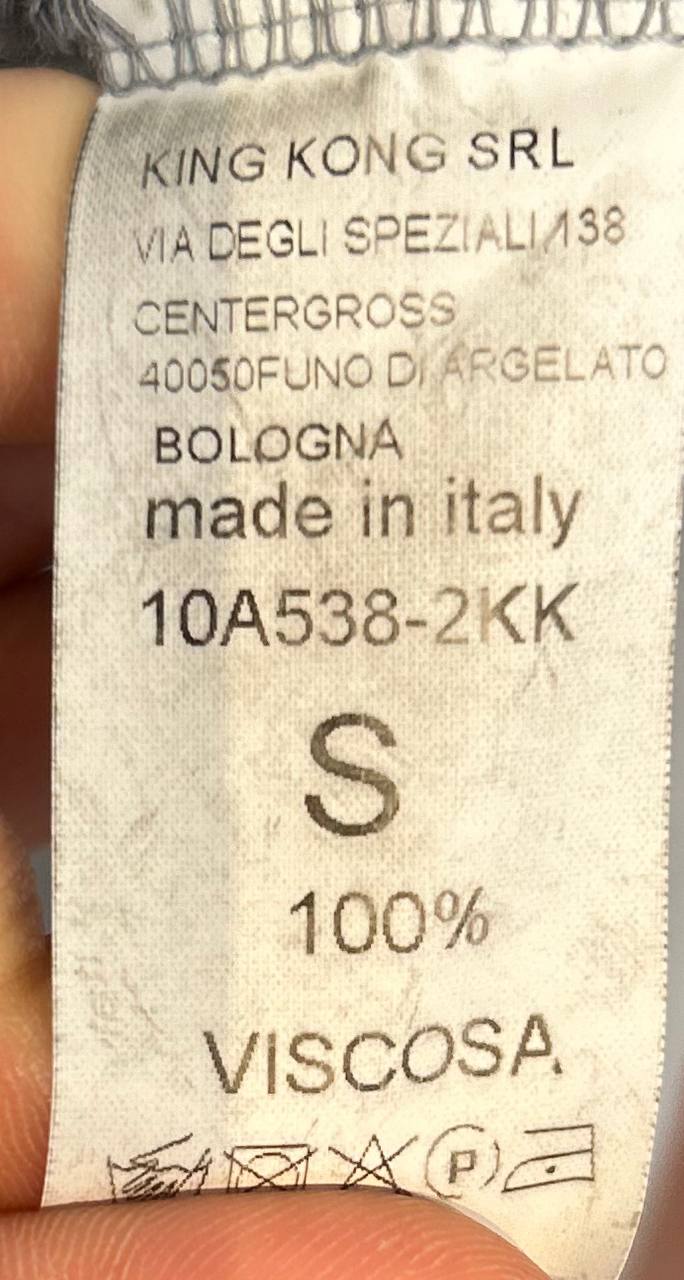 KING KONG SRL
VIA DEGLI SPEZIALI 138
CENTERGROSS
40050FUNO DI ARGELATO
BOLOGNA
made in italy
10A538-2KK
S
100%
VISCOSA
P